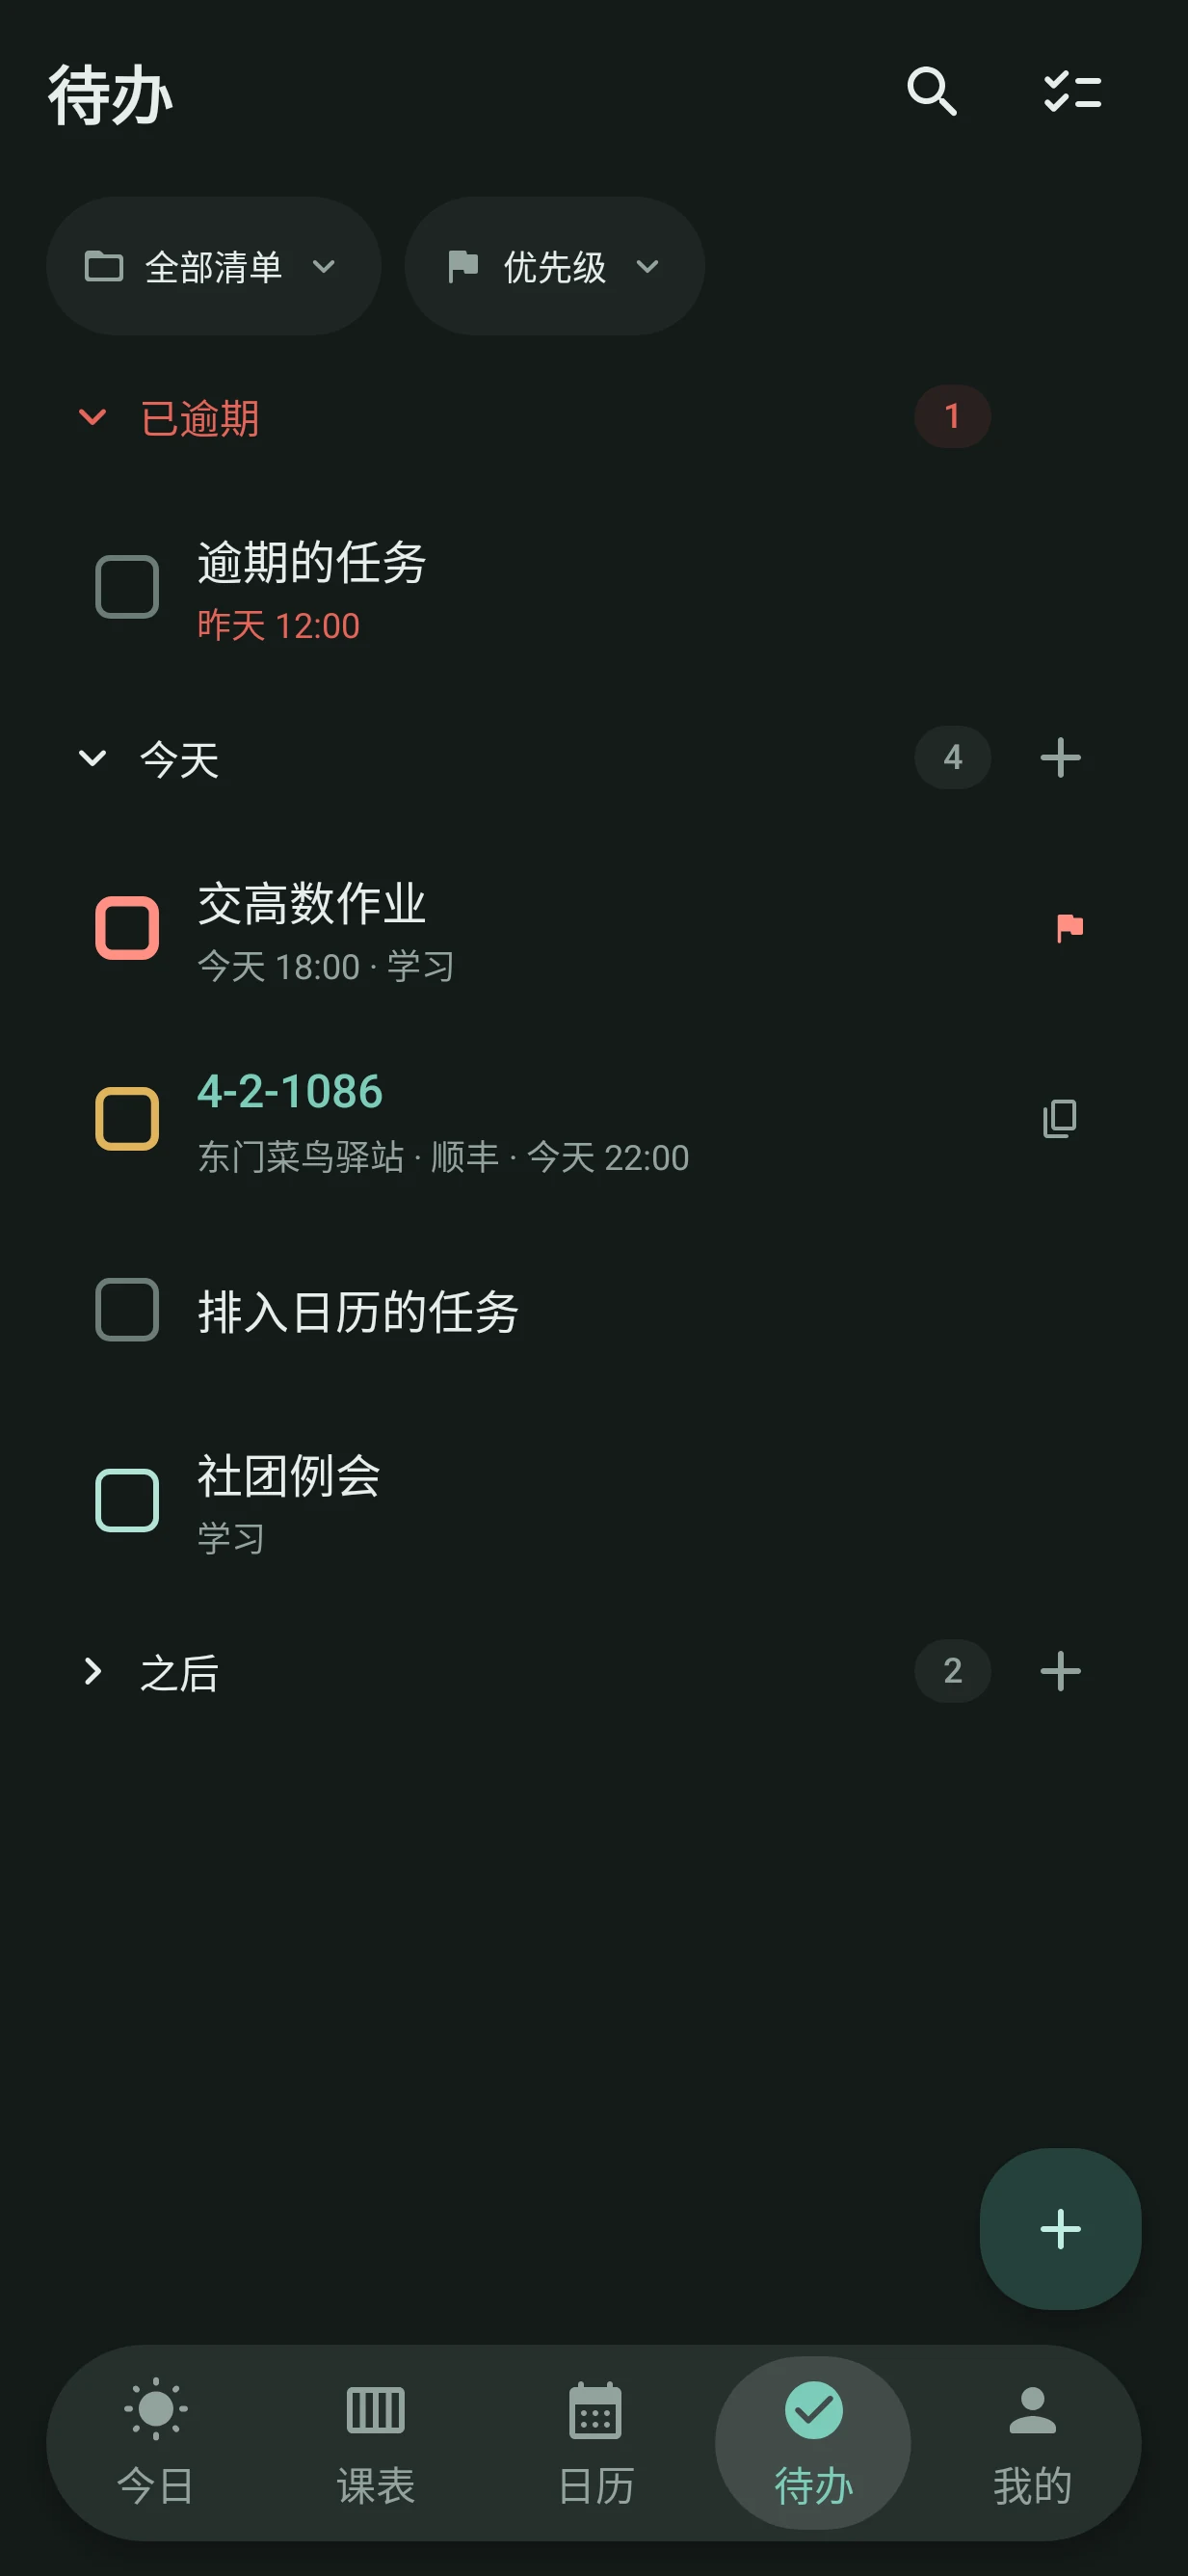 待办
全部清单
优先级
已逾期
1
逾期的任务
昨天 12:00
今天
4
交高数作业
今天 18:00 · 学习
4-2-1086
东门菜鸟驿站 · 顺丰 · 今天 22:00
排入日历的任务
社团例会
学习
之后
2
今日
课表
日历
待办
我的